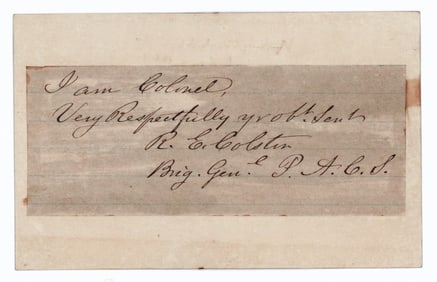 I am Colonel,
Very Respectfully yr obt Sevt
R. E. Colston
Brig. Genl P. A. C. S.